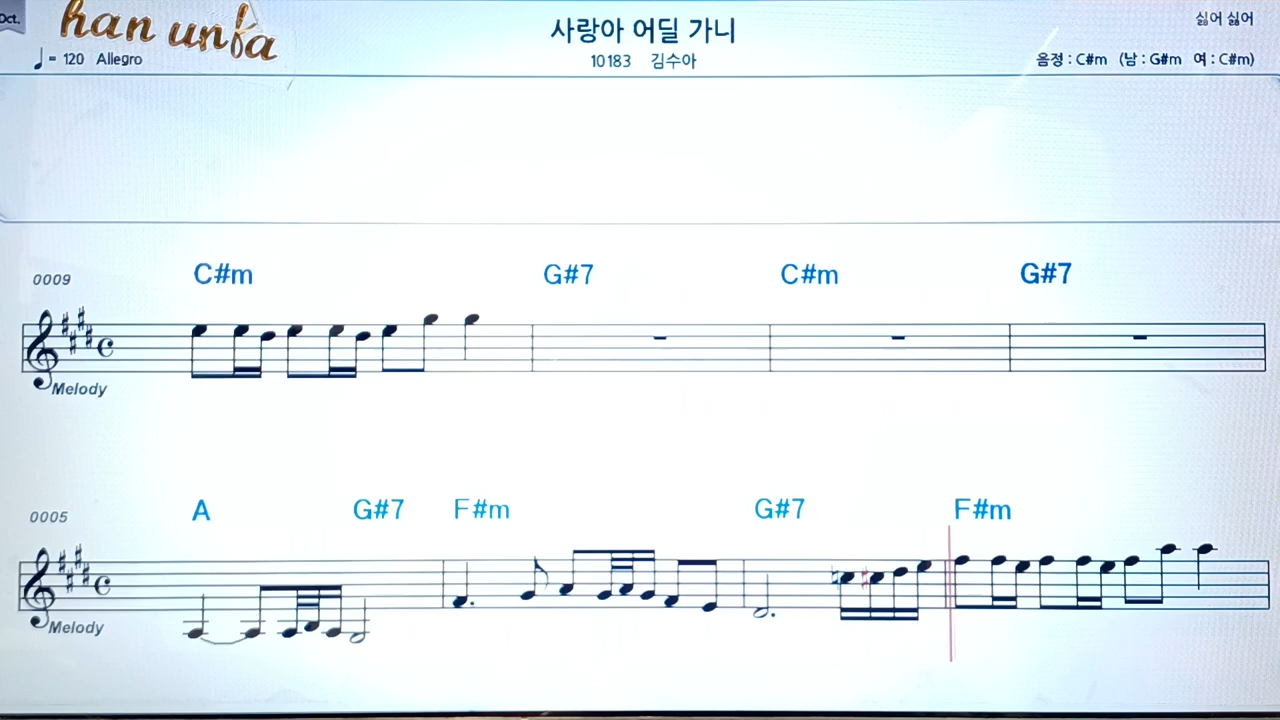 Oct.
han unfa
사랑아 어딜 가니
싫어 싫어
♩ = 120 Allegro
10183 김수아
음정 : C#m (남 : G#m 여 : C#m)
0009
C#m G#7 C#m G#7
Melody
0005
A G#7 F#m G#7 F#m
Melody